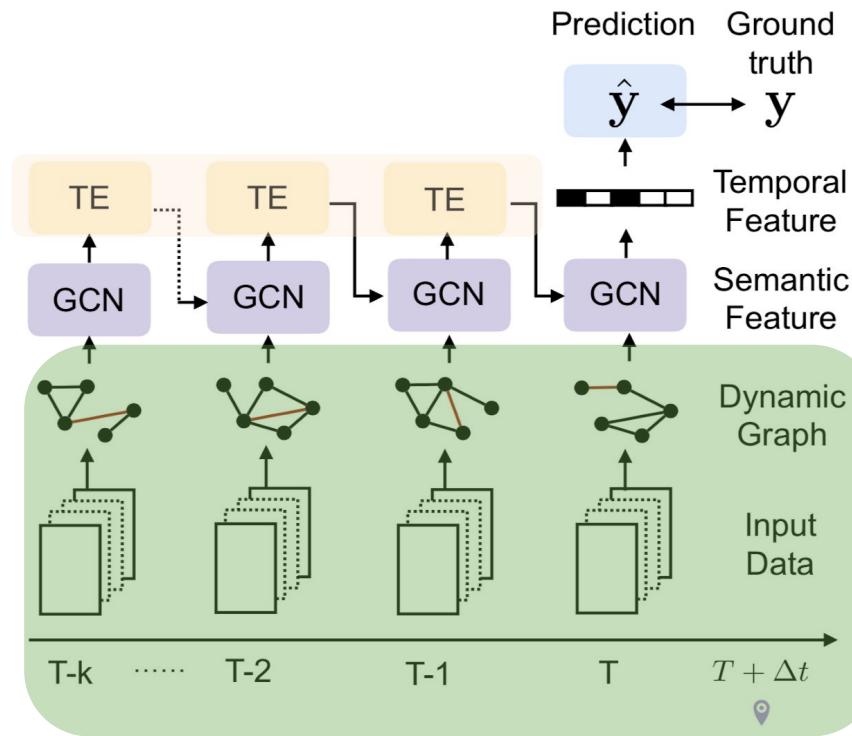 Prediction
Ground
truth
ŷ
y
TE
TE
TE
Temporal
Feature
GCN
GCN
GCN
GCN
Semantic
Feature
Dynamic
Graph
Input
Data
T-k
......
T-2
T-1
T
T + Δt